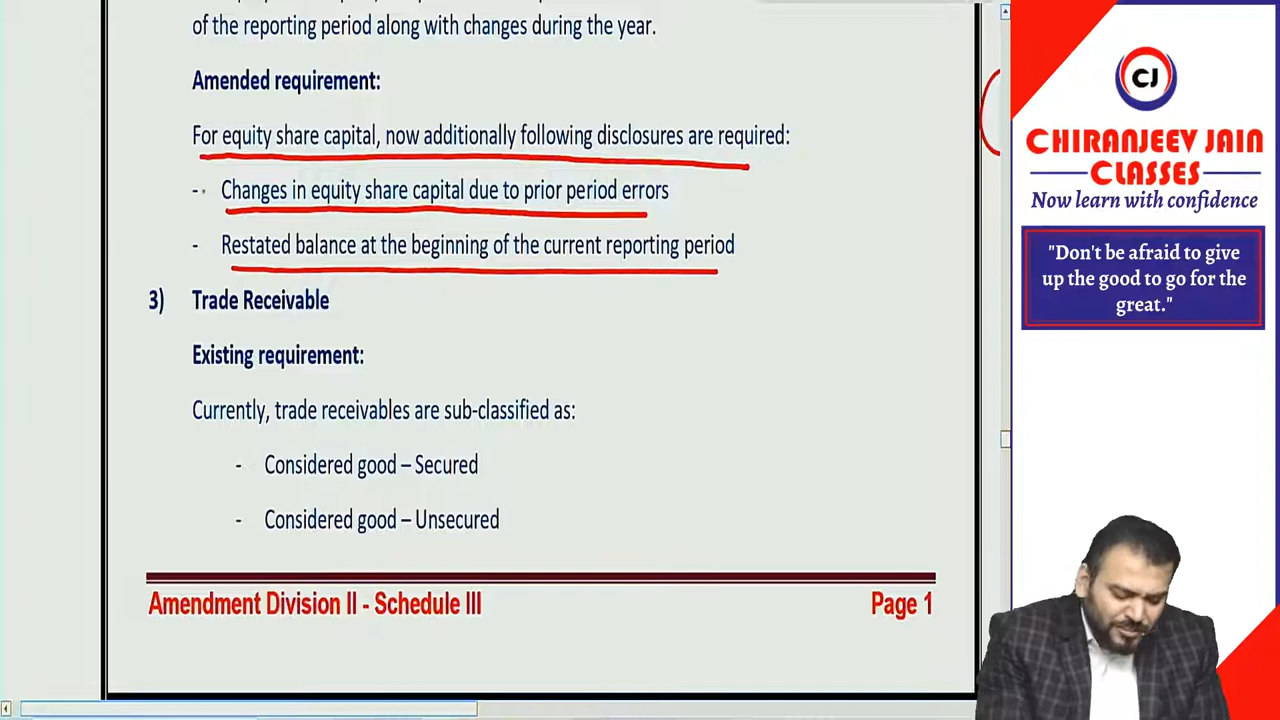 of the reporting period along with changes during the year.
Amended requirement:
For equity share capital, now additionally following disclosures are required:
- Changes in equity share capital due to prior period errors
- Restated balance at the beginning of the current reporting period
3) Trade Receivable
Existing requirement:
Currently, trade receivables are sub-classified as:
- Considered good – Secured
- Considered good – Unsecured
Amendment Division II - Schedule III Page 1
CJ
CHIRANJEEV JAIN
CLASSES
Now learn with confidence
"Don't be afraid to give
up the good to go for the
great."